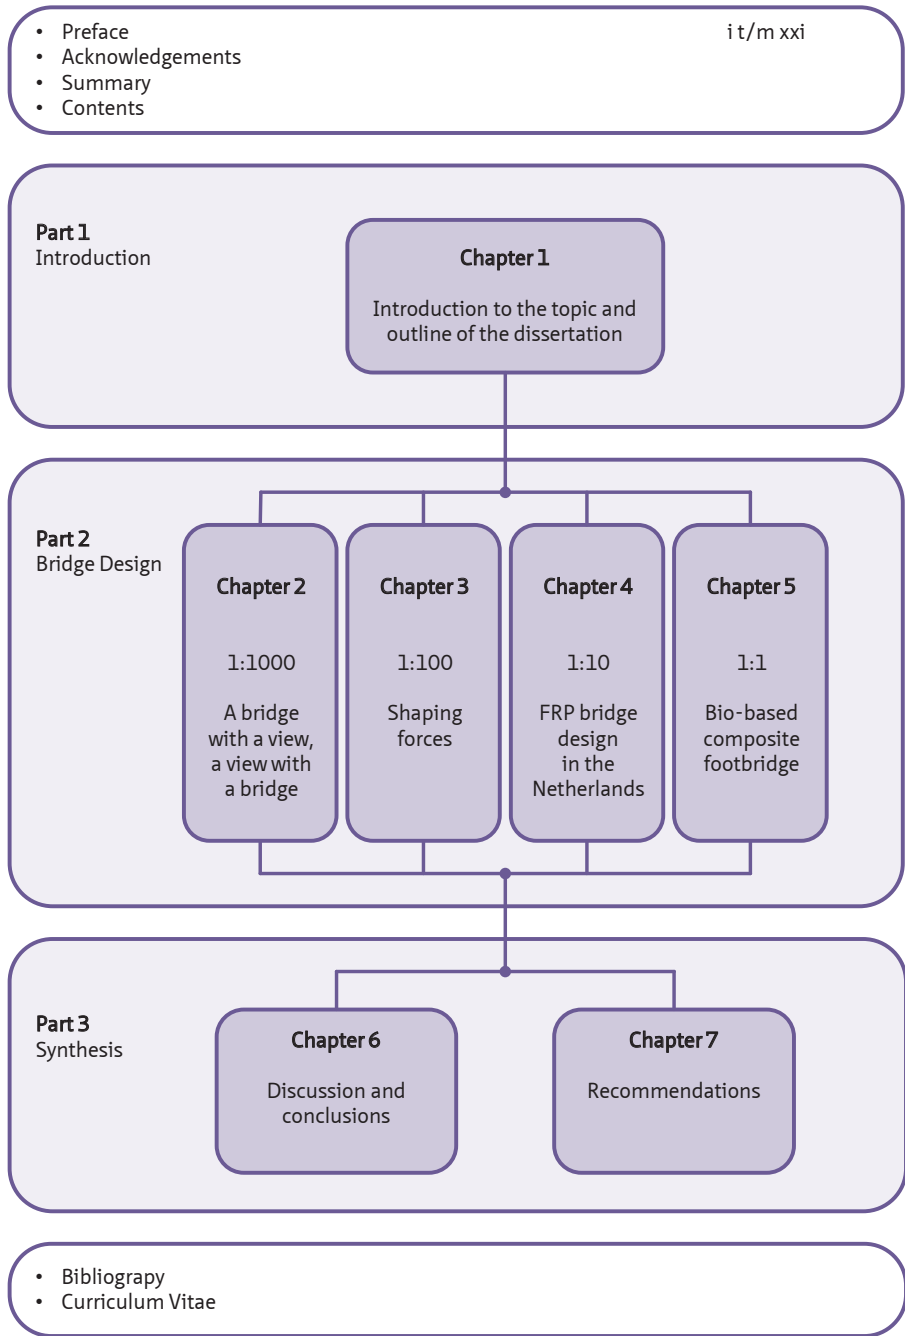 • Preface
i t/m xxi
• Acknowledgements
• Summary
• Contents
Part 1
Introduction
Chapter 1
Introduction to the topic and
outline of the dissertation
Part 2
Bridge Design
Chapter 2
1:1000
A bridge
with a view,
a view with
a bridge
Chapter 3
1:100
Shaping
forces
Chapter 4
1:10
FRP bridge
design
in the
Netherlands
Chapter 5
1:1
Bio-based
composite
footbridge
Part 3
Synthesis
Chapter 6
Discussion and
conclusions
Chapter 7
Recommendations
• Bibliograpy
• Curriculum Vitae